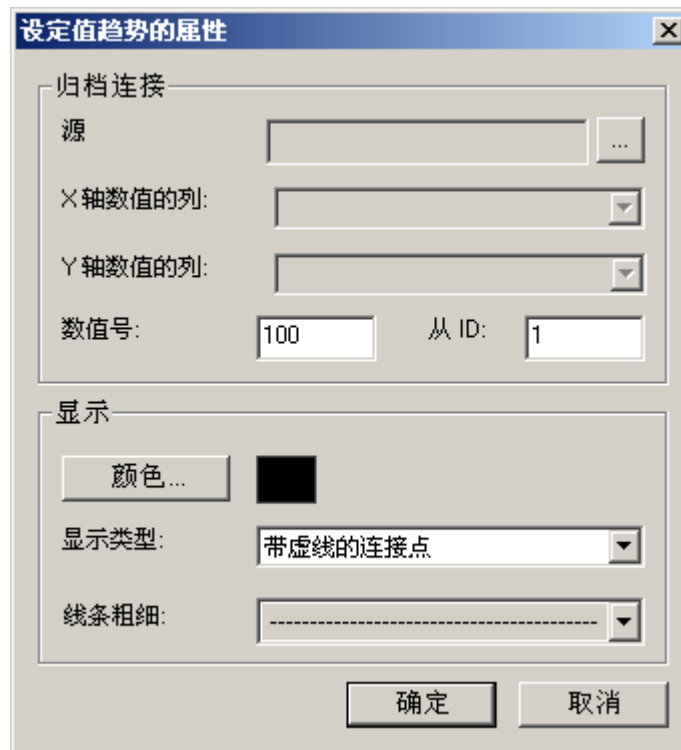 设定值趋势的属性
归档连接
源 ...
X 轴数值的列:
Y 轴数值的列:
数值号: 100 从 ID: 1
显示
颜色...
显示类型: 带虚线的连接点
线条粗细:
确定 取消